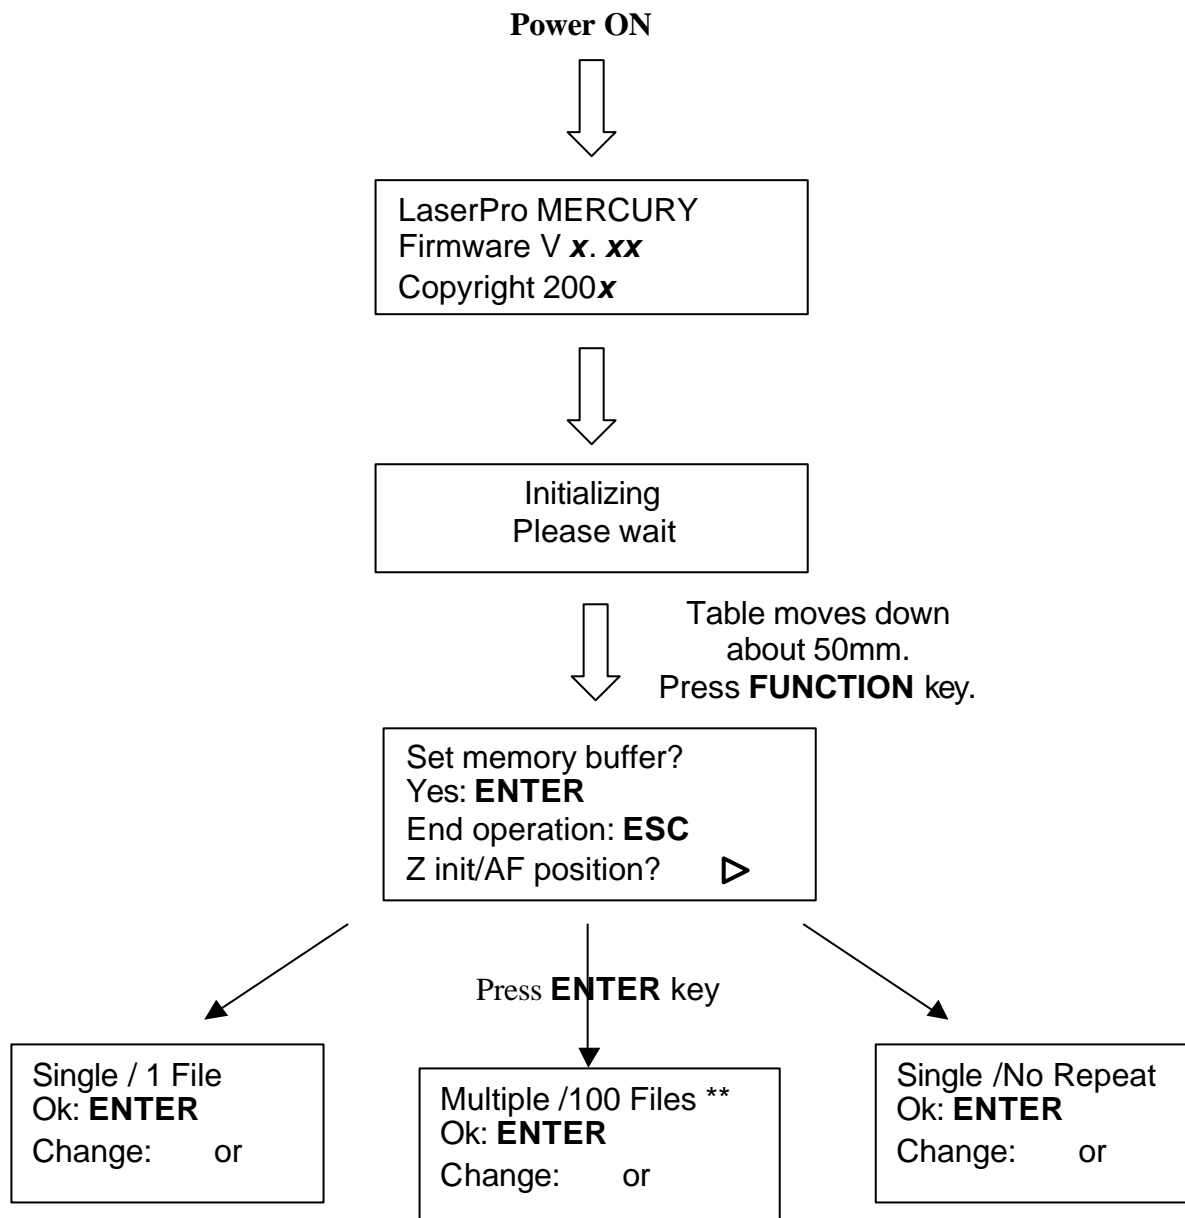 Power ON
LaserPro MERCURY
Firmware V x. xx
Copyright 200x
Initializing
Please wait
Table moves down
about 50mm.
Press FUNCTION key.
Set memory buffer?
Yes: ENTER
End operation: ESC
Z init/AF position?
Press ENTER key
Single / 1 File
Ok: ENTER
Change: or
Multiple /100 Files **
Ok: ENTER
Change: or
Single /No Repeat
Ok: ENTER
Change: or